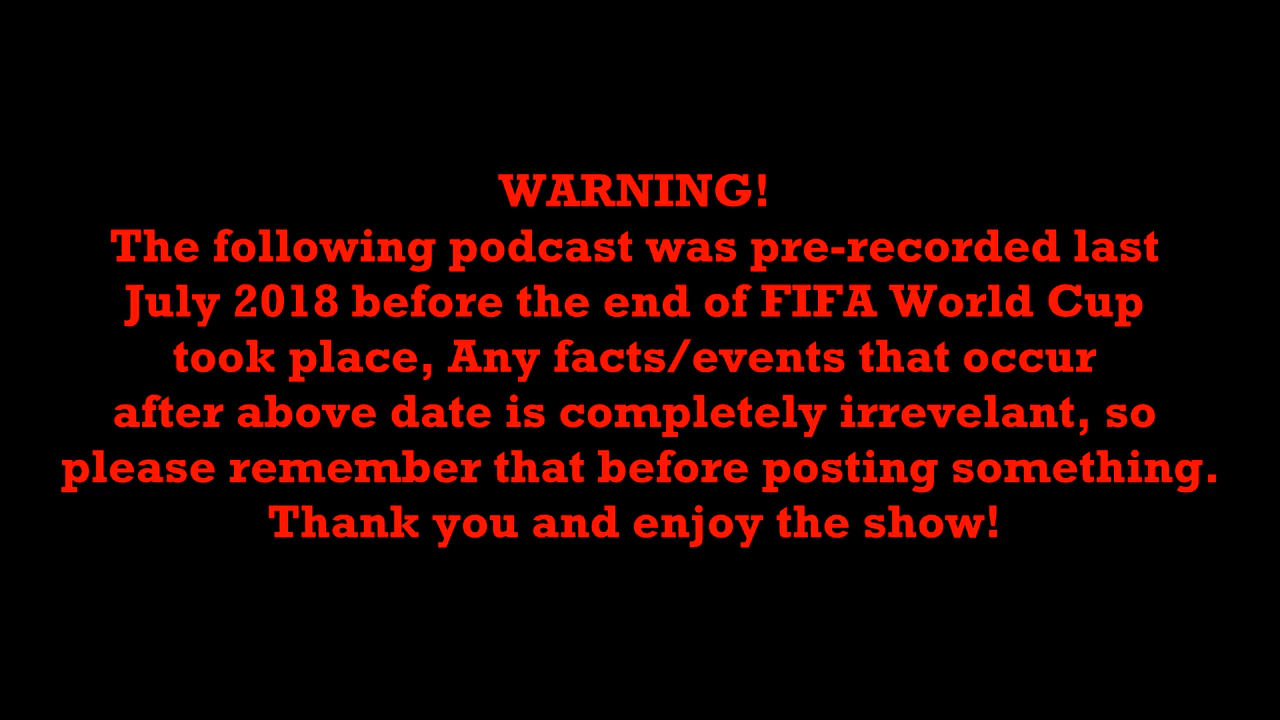 WARNING!
The following podcast was pre-recorded last
July 2018 before the end of FIFA World Cup
took place, Any facts/events that occur
after above date is completely irrevelant, so
please remember that before posting something.
Thank you and enjoy the show!